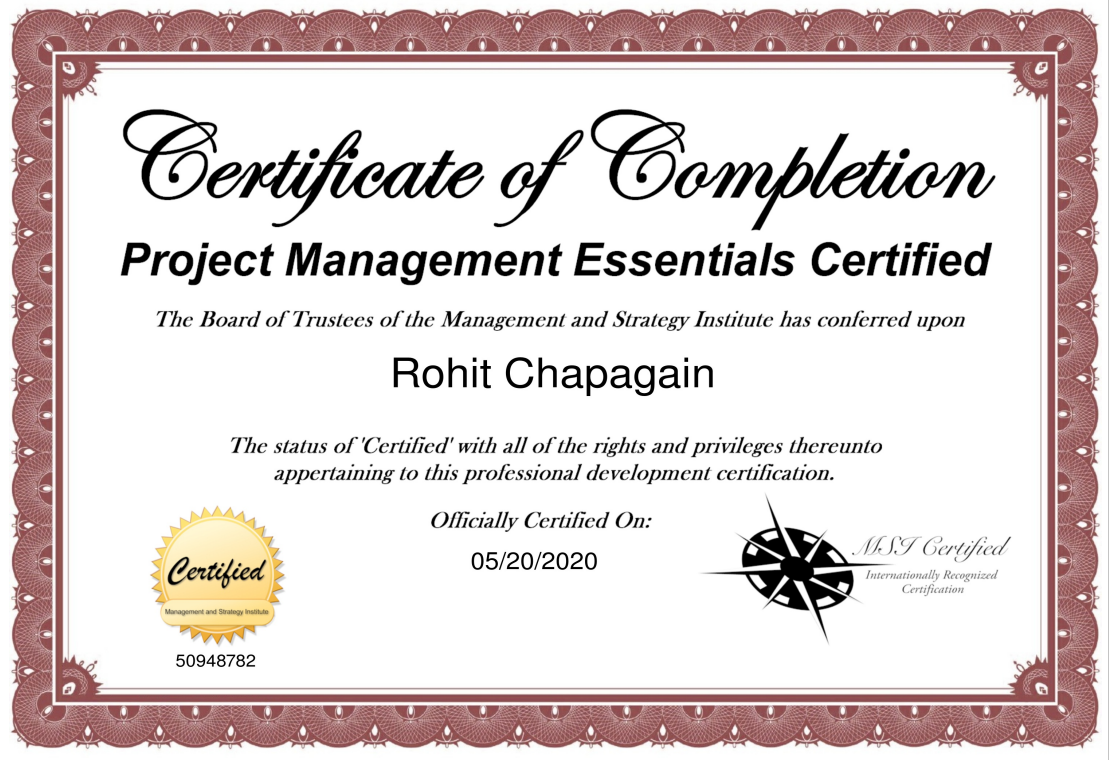 Certificate of Completion
Project Management Essentials Certified
The Board of Trustees of the Management and Strategy Institute has conferred upon
Rohit Chapagain
The status of 'Certified' with all of the rights and privileges thereunto
appertaining to this professional development certification.
Officially Certified On:
05/20/2020
Certified
Management and Strategy Institute
50948782
MSI Certified
Internationally Recognized
Certification